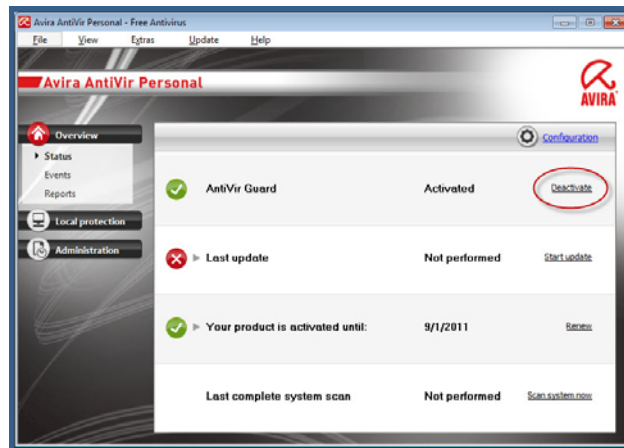 Avira AntiVir Personal - Free Antivirus
File View Extras Update Help
Avira AntiVir Personal
AVIRA
Overview
Configuration
Status
Events
Reports
AntiVir Guard Activated Deactivate
Local protection
Administration
Last update Not performed Start update
Your product is activated until: 9/1/2011 Renew
Last complete system scan Not performed Scan system now